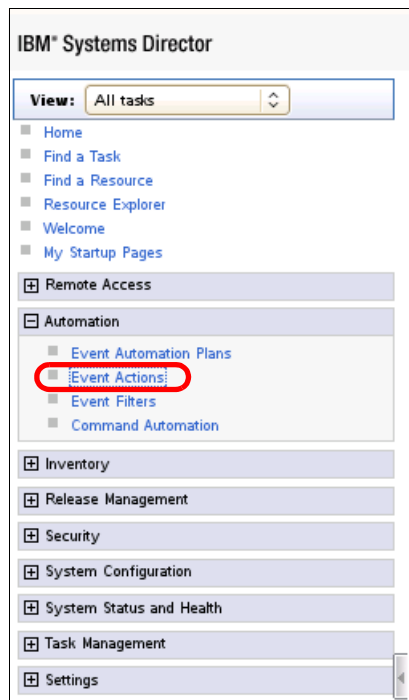 IBM® Systems Director
View: All tasks
Home
Find a Task
Find a Resource
Resource Explorer
Welcome
My Startup Pages
Remote Access
Automation
Event Automation Plans
Event Actions
Event Filters
Command Automation
Inventory
Release Management
Security
System Configuration
System Status and Health
Task Management
Settings